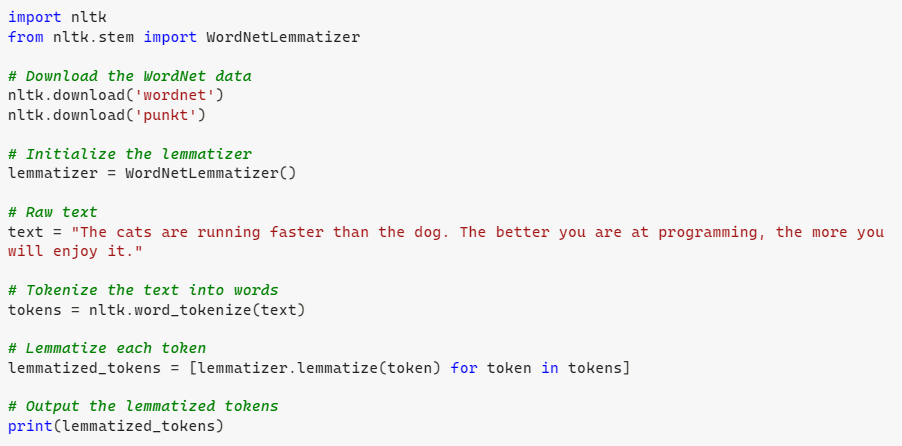 import nltk
from nltk.stem import WordNetLemmatizer
# Download the WordNet data
nltk.download('wordnet')
nltk.download('punkt')
# Initialize the lemmatizer
lemmatizer = WordNetLemmatizer()
# Raw text
text = "The cats are running faster than the dog. The better you are at programming, the more you
will enjoy it."
# Tokenize the text into words
tokens = nltk.word_tokenize(text)
# Lemmatize each token
lemmatized_tokens = [lemmatizer.lemmatize(token) for token in tokens]
# Output the lemmatized tokens
print(lemmatized_tokens)